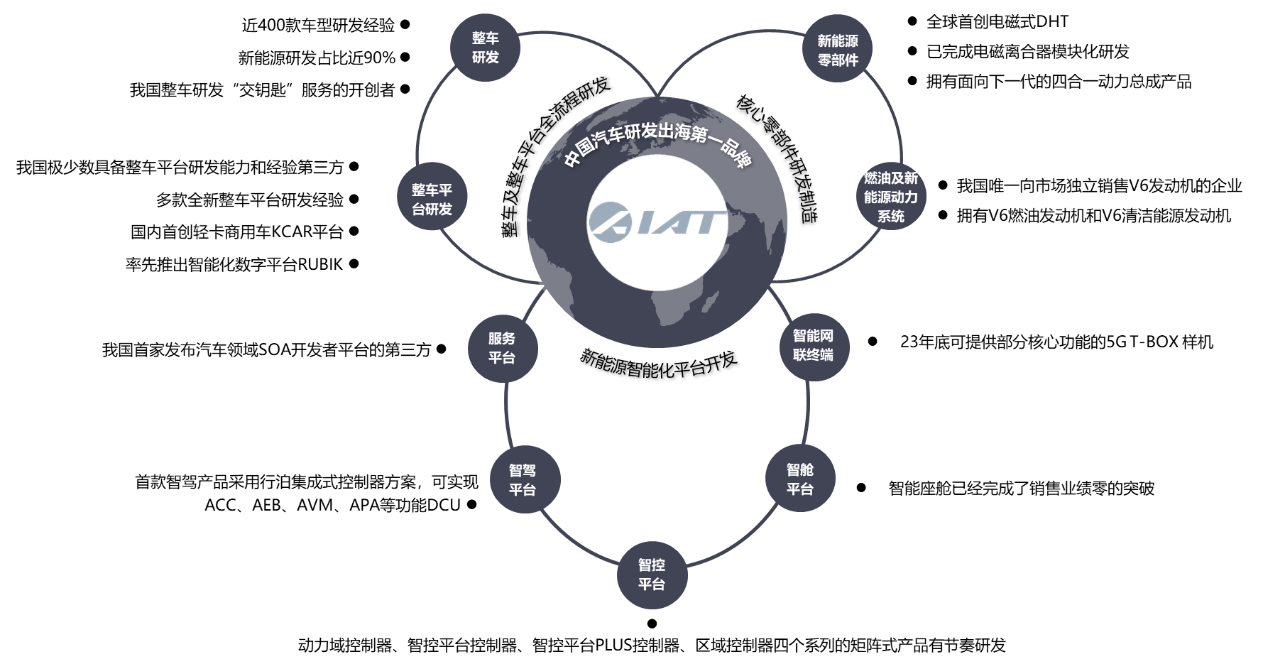 近400款车型研发经验
新能源研发占比近90%
我国整车研发“交钥匙”服务的开创者
整车
研发
我国极少数具备整车平台研发能力和经验第三方
多款全新整车平台研发经验
国内首创轻卡商用车KCAR平台
率先推出智能化数字平台RUBIK
整车平
台研发
整车及整车平台全流程研发
中国汽车研发出海第一品牌
IAT
核心零部件研发制造
新能源
零部件
全球首创电磁式DHT
已完成电磁离合器模块化研发
拥有面向下一代的四合一动力总成产品
燃油及新
能源动力
系统
我国唯一向市场独立销售V6发动机的企业
拥有V6燃油发动机和V6清洁能源发动机
新能源智能化平台开发
服务
平台
我国首家发布汽车领域SOA开发者平台的第三方
智能网
联终端
23年底可提供部分核心功能的5G T-BOX 样机
智驾
平台
首款智驾产品采用行泊集成式控制器方案，可实现
ACC、AEB、AVM、APA等功能DCU
智舱
平台
智能座舱已经完成了销售业绩零的突破
智控
平台
动力域控制器、智控平台控制器、智控平台PLUS控制器、区域控制器四个系列的矩阵式产品有节奏研发